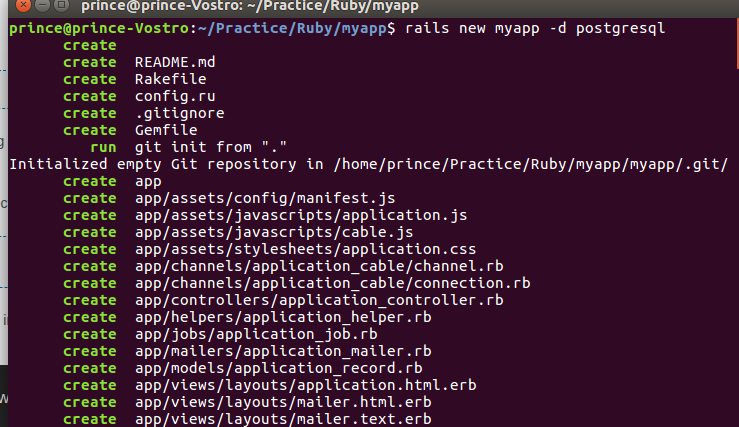 prince@prince-Vostro: ~/Practice/Ruby/myapp
prince@prince-Vostro:~/Practice/Ruby/myapp$ rails new myapp -d postgresql
create
create README.md
create Rakefile
create config.ru
create .gitignore
create Gemfile
run git init from "."
Initialized empty Git repository in /home/prince/Practice/Ruby/myapp/myapp/.git/
create app
create app/assets/config/manifest.js
create app/assets/javascripts/application.js
create app/assets/javascripts/cable.js
create app/assets/stylesheets/application.css
create app/channels/application_cable/channel.rb
create app/channels/application_cable/connection.rb
create app/controllers/application_controller.rb
create app/helpers/application_helper.rb
create app/jobs/application_job.rb
create app/mailers/application_mailer.rb
create app/models/application_record.rb
create app/views/layouts/application.html.erb
create app/views/layouts/mailer.html.erb
create app/views/layouts/mailer.text.erb